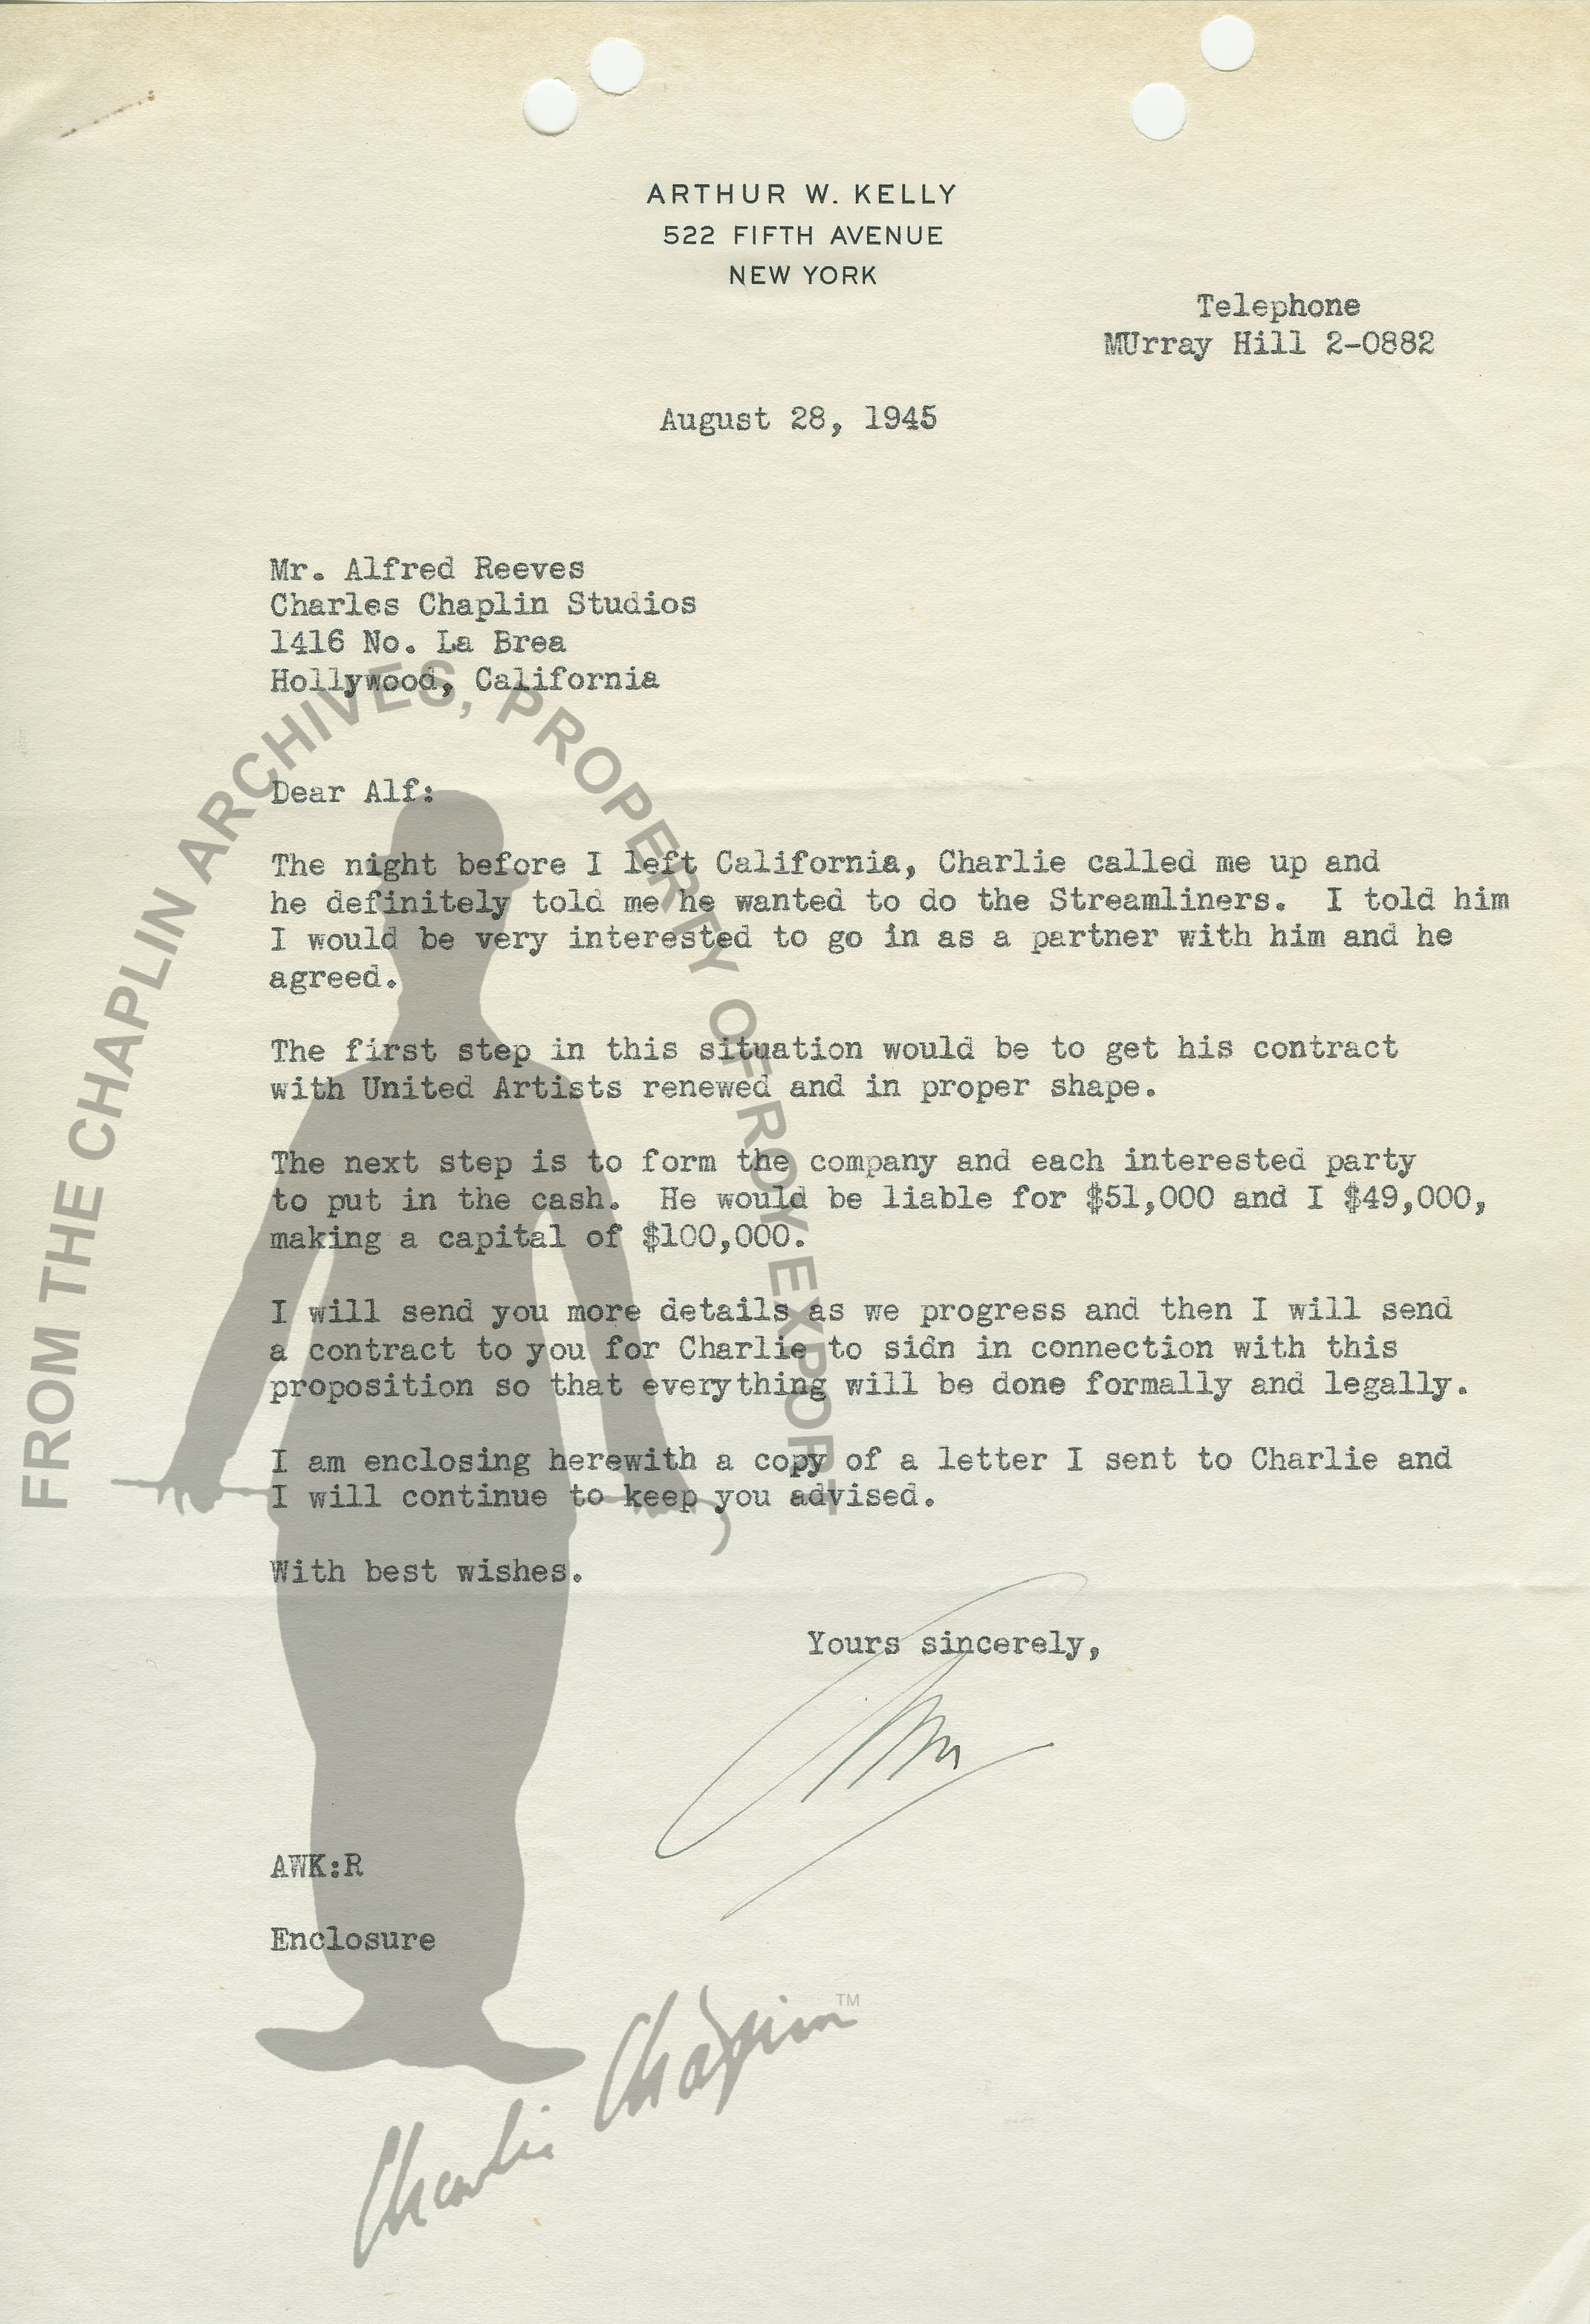 ARTHUR W. KELLY
522 FIFTH AVENUE
NEW YORK
Telephone
MUrray Hill 2-0882
August 28, 1945
Mr. Alfred Reeves
Charles Chaplin Studios
1416 No. La Brea
Hollywood, California
Dear Alf:
The night before I left California, Charlie called me up and
he definitely told me he wanted to do the Streamliners.  I told him
I would be very interested to go in as a partner with him and he
agreed.
The first step in this situation would be to get his contract
with United Artists renewed and in proper shape.
The next step is to form the company and each interested party
to put in the cash.  He would be liable for $51,000 and I $49,000,
making a capital of $100,000.
I will send you more details as we progress and then I will send
a contract to you for Charlie to sidn in connection with this
proposition so that everything will be done formally and legally.
I am enclosing herewith a copy of a letter I sent to Charlie and
I will continue to keep you advised.
With best wishes.
Yours sincerely,
AWK:R
Enclosure
FROM THE CHAPLIN ARCHIVES, PROPERTY OF ROY EXPORT
Charlie Chaplin™